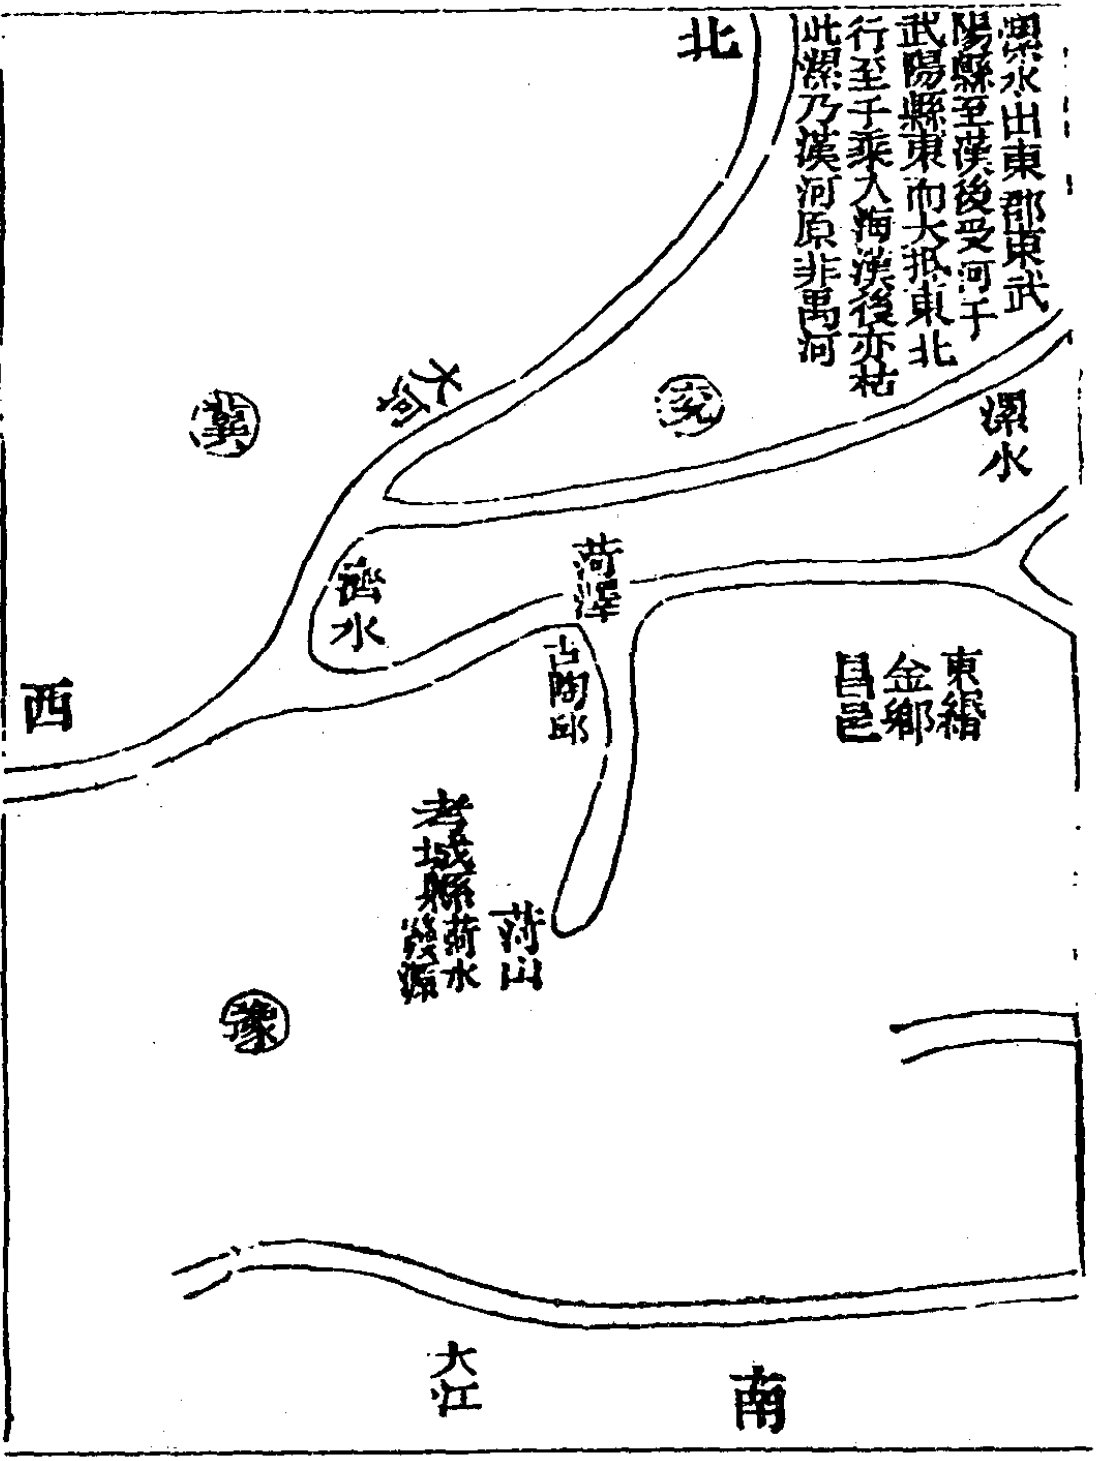 漯水出東郡東武
陽縣至漢後受河于
武陽縣東而大抵東北
行至千乘入海漢後亦枯
此漯乃漢河原非禹河
北
大河
冀
兗
漯水
菏澤
濟水
古陶邱
東緡
金鄉
昌邑
西
考城縣菏水
發源
菏山
豫
大江
南